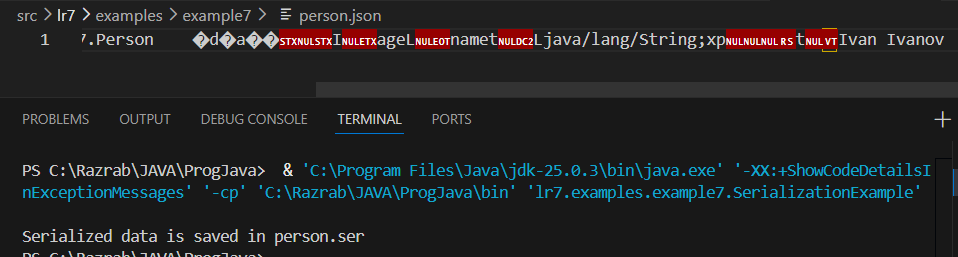 src > lr7 > examples > example7 > person.json
1 7.Person �d�a��STXNULSTXINULETXageLNULEOTnametNULDC2Ljava/lang/String;xpNULNULNULRStNULVTIvan Ivanov
PROBLEMS OUTPUT DEBUG CONSOLE TERMINAL PORTS
PS C:\Razrab\JAVA\ProgJava> & 'C:\Program Files\Java\jdk-25.0.3\bin\java.exe' '-XX:+ShowCodeDetailsI
nExceptionMessages' '-cp' 'C:\Razrab\JAVA\ProgJava\bin' 'lr7.examples.example7.SerializationExample'
Serialized data is saved in person.ser
PS C:\Razrab\JAVA\ProgJava>